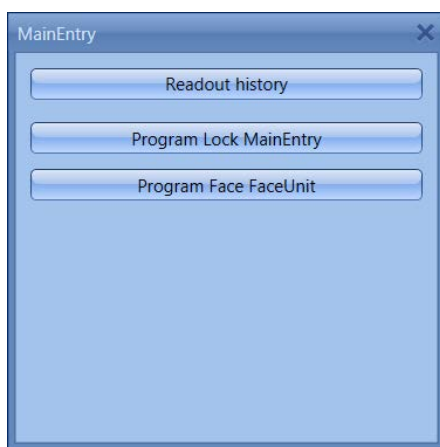 MainEntry
Readout history
Program Lock MainEntry
Program Face FaceUnit